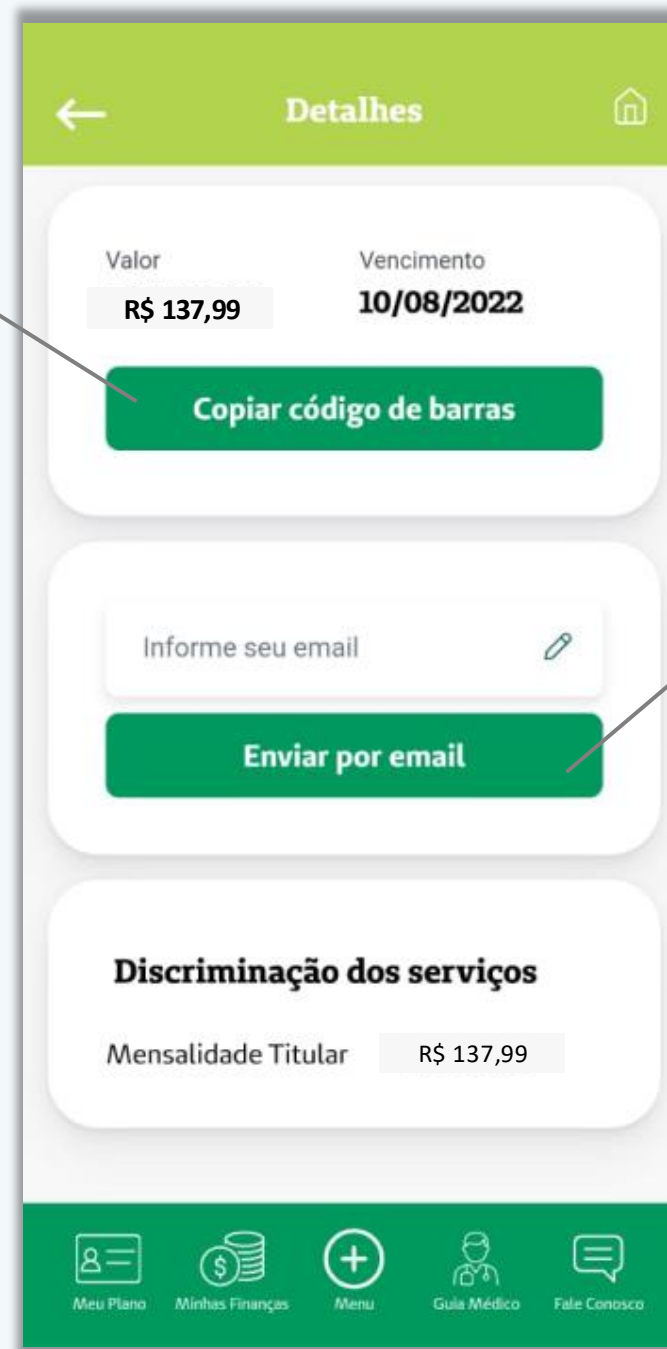 Detalhes
Valor
Vencimento
R$ 137,99
10/08/2022
Copiar código de barras
Informe seu email
Enviar por email
Discriminação dos serviços
Mensalidade Titular
R$ 137,99
Meu Plano
Minhas Finanças
Menu
Guia Médico
Fale Conosco